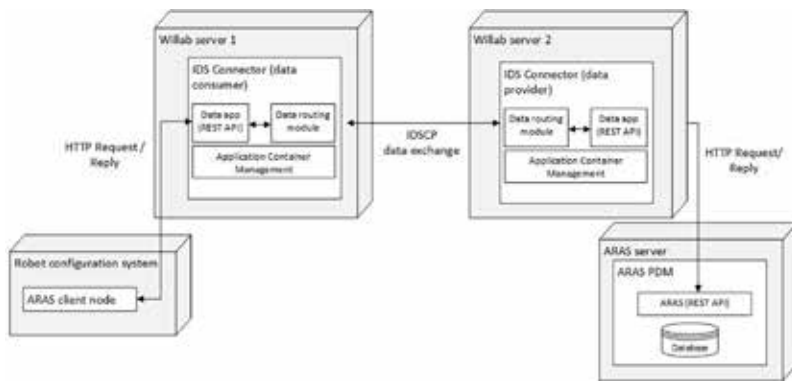 Willab server 1
IDS Connector (data
consumer)
Data app
(REST API)
Data routing
module
Application Container
Management
HTTP Request /
Reply
IDSCP
data exchange
Willab server 2
IDS Connector (data
provider)
Data routing
module
Data app
(REST API)
Application Container
Management
HTTP Request/
Reply
Robot configuration system
ARAS client node
ARAS server
ARAS PDM
ARAS (REST API)
Database